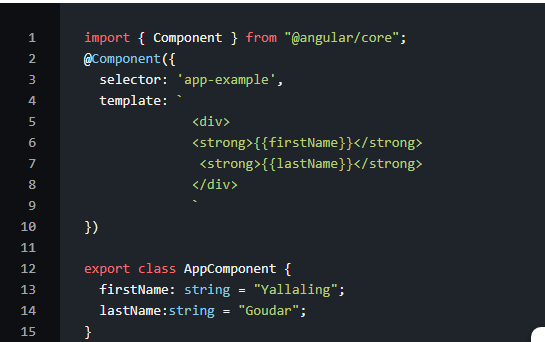 1 import { Component } from "@angular/core";
2 @Component({
3 selector: 'app-example',
4 template: `
5 <div>
6 <strong>{{firstName}}</strong>
7 <strong>{{lastName}}</strong>
8 </div>
9 `
10 })
11
12 export class AppComponent {
13 firstName: string = "Yallaling";
14 lastName:string = "Goudar";
15 }